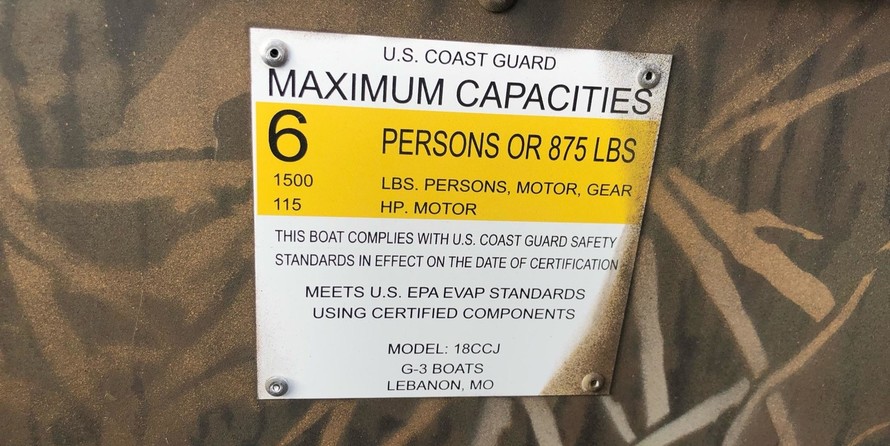 U.S. COAST GUARD
MAXIMUM CAPACITIES
6 PERSONS OR 875 LBS
1500 LBS. PERSONS, MOTOR, GEAR
115 HP. MOTOR
THIS BOAT COMPLIES WITH U.S. COAST GUARD SAFETY
STANDARDS IN EFFECT ON THE DATE OF CERTIFICATION
MEETS U.S. EPA EVAP STANDARDS
USING CERTIFIED COMPONENTS
MODEL: 18CCJ
G-3 BOATS
LEBANON, MO